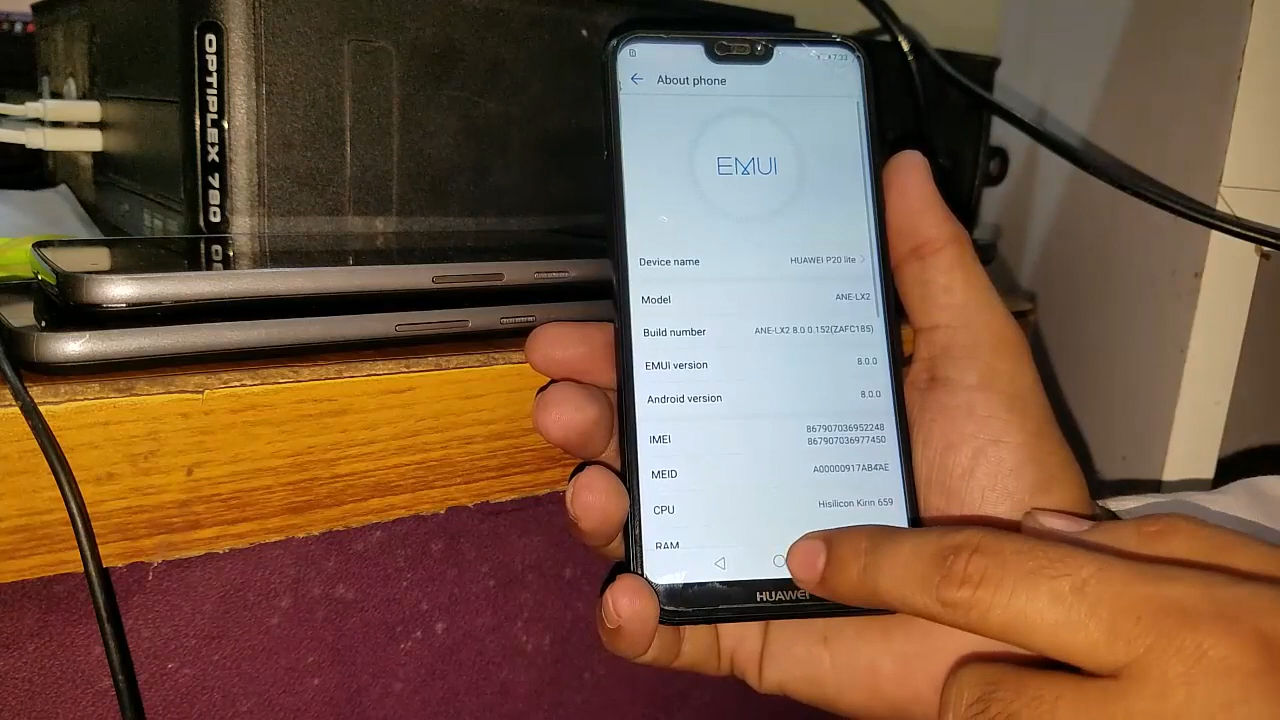 OPTIPLEX 780
7:33
About phone
EMUI
Device name HUAWEI P20 lite
Model ANE-LX2
Build number ANE-LX2 8.0.0.152(ZAFC185)
EMUI version 8.0.0
Android version 8.0.0
IMEI 867907036952248
867907036977450
MEID A00000917AB4AE
CPU Hisilicon Kirin 659
RAM
HUAWEI